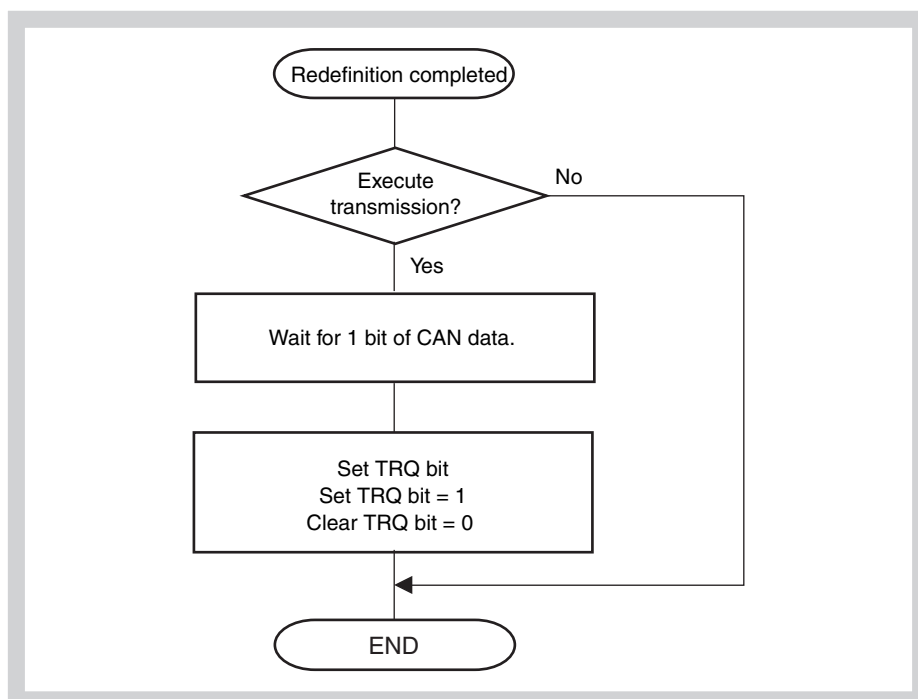 Redefinition completed
Execute
transmission?
No
Yes
Wait for 1 bit of CAN data.
Set TRQ bit
Set TRQ bit = 1
Clear TRQ bit = 0
END